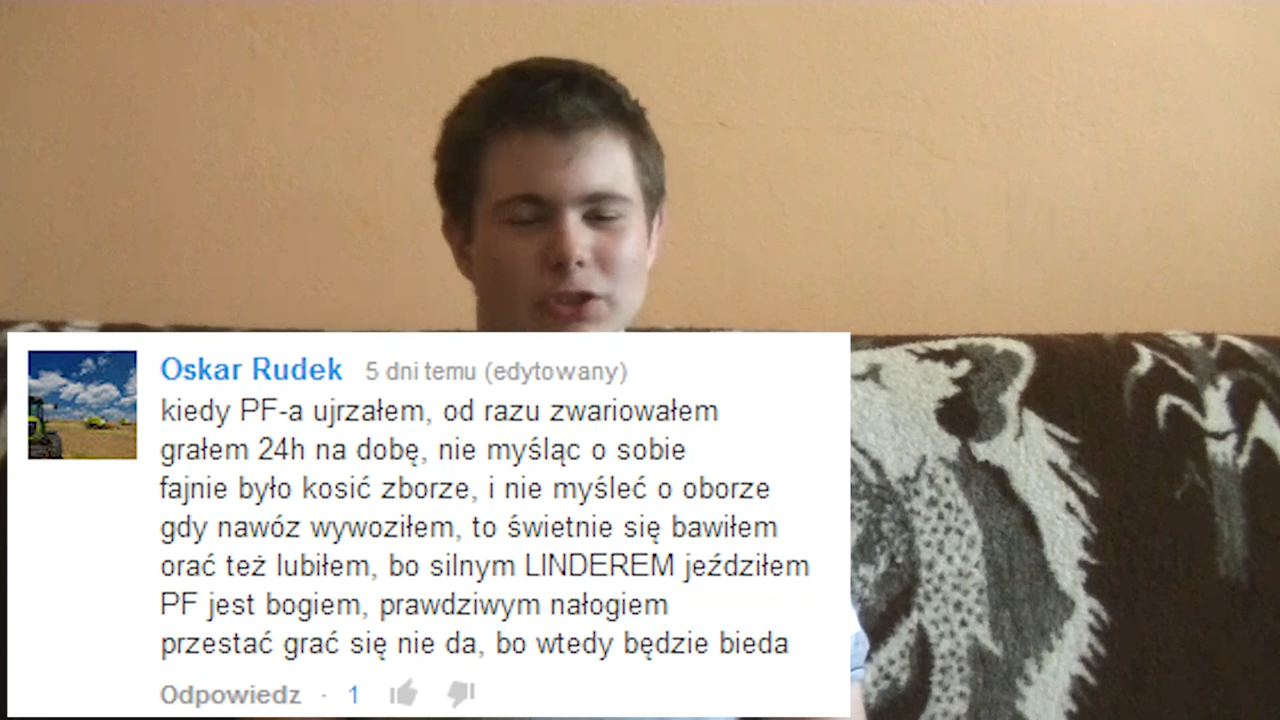 Oskar Rudek 5 dni temu (edytowany)
kiedy PF-a ujrzałem, od razu zwariowałem
grałem 24h na dobę, nie myśląc o sobie
fajnie było kosić zborze, i nie myśleć o oborze
gdy nawóz wywoziłem, to świetnie się bawiłem
orać też lubiłem, bo silnym LINDEREM jeździłem
PF jest bogiem, prawdziwym nałogiem
przestać grać się nie da, bo wtedy będzie bieda
Odpowiedz · 1